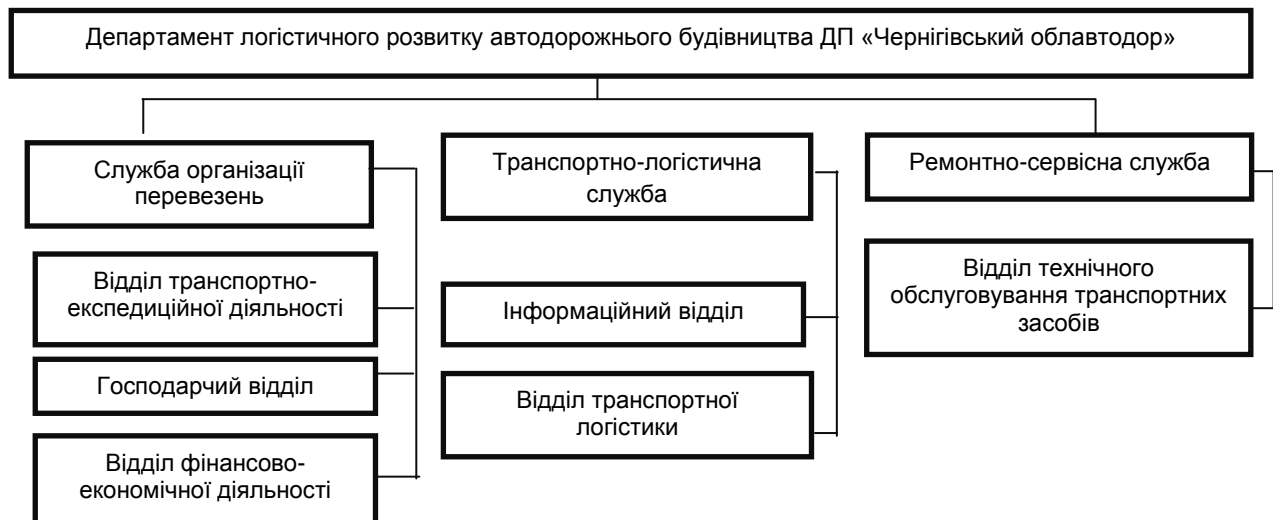 Департамент логістичного розвитку автодорожнього будівництва ДП «Чернігівський облавтодор»
Служба організації
перевезень
Відділ транспортно-
експедиційної діяльності
Господарчий відділ
Відділ фінансово-
економічної діяльності
Транспортно-логістична
служба
Інформаційний відділ
Відділ транспортної
логістики
Ремонтно-сервісна служба
Відділ технічного
обслуговування транспортних
засобів